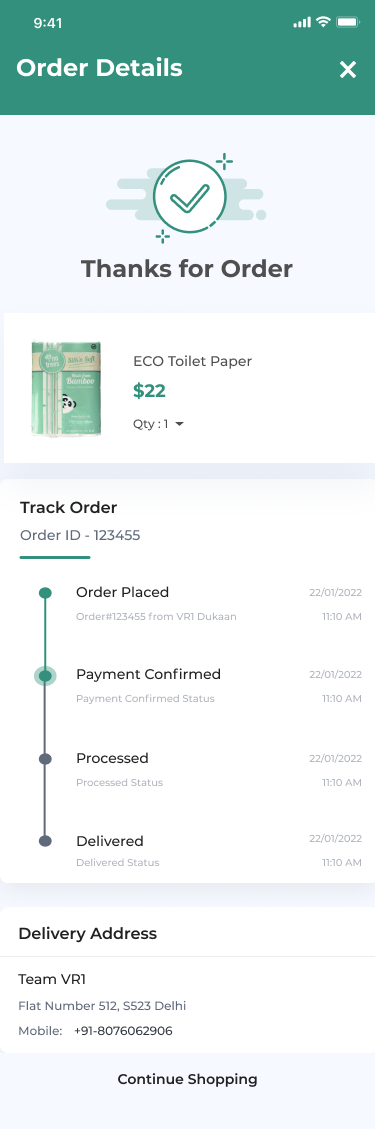 9:41
Order Details
Thanks for Order
Silk'n Soft
Bamboo
ECO Toilet Paper
$22
Qty : 1
Track Order
Order ID - 123455
Order Placed
22/01/2022
Order#123455 from VR1 Dukaan
11:10 AM
Payment Confirmed
22/01/2022
Payment Confirmed Status
11:10 AM
Processed
22/01/2022
Processed Status
11:10 AM
Delivered
22/01/2022
Delivered Status
11:10 AM
Delivery Address
Team VR1
Flat Number 512, S523 Delhi
Mobile: +91-8076062906
Continue Shopping